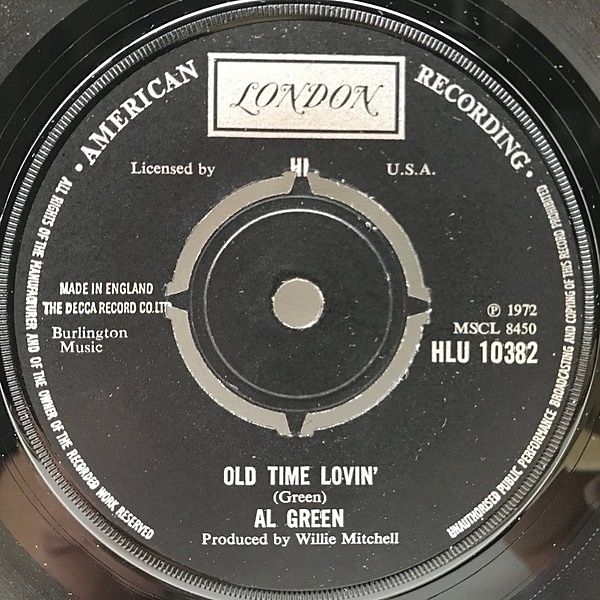 · AMERICAN
LONDON
RECORDING ·
Licensed by HI U.S.A.
MADE IN ENGLAND
THE DECCA RECORD CO. LTD
Burlington
Music
℗ 1972
MSCL 8450
HLU 10382
OLD TIME LOVIN'
(Green)
AL GREEN
Produced by Willie Mitchell
ALL RIGHTS OF THE MANUFACTURER AND OF THE OWNER OF THE RECORDED WORK RESERVED
UNAUTHORISED PUBLIC PERFORMANCE BROADCASTING AND COPYING OF THIS RECORD PROHIBITED